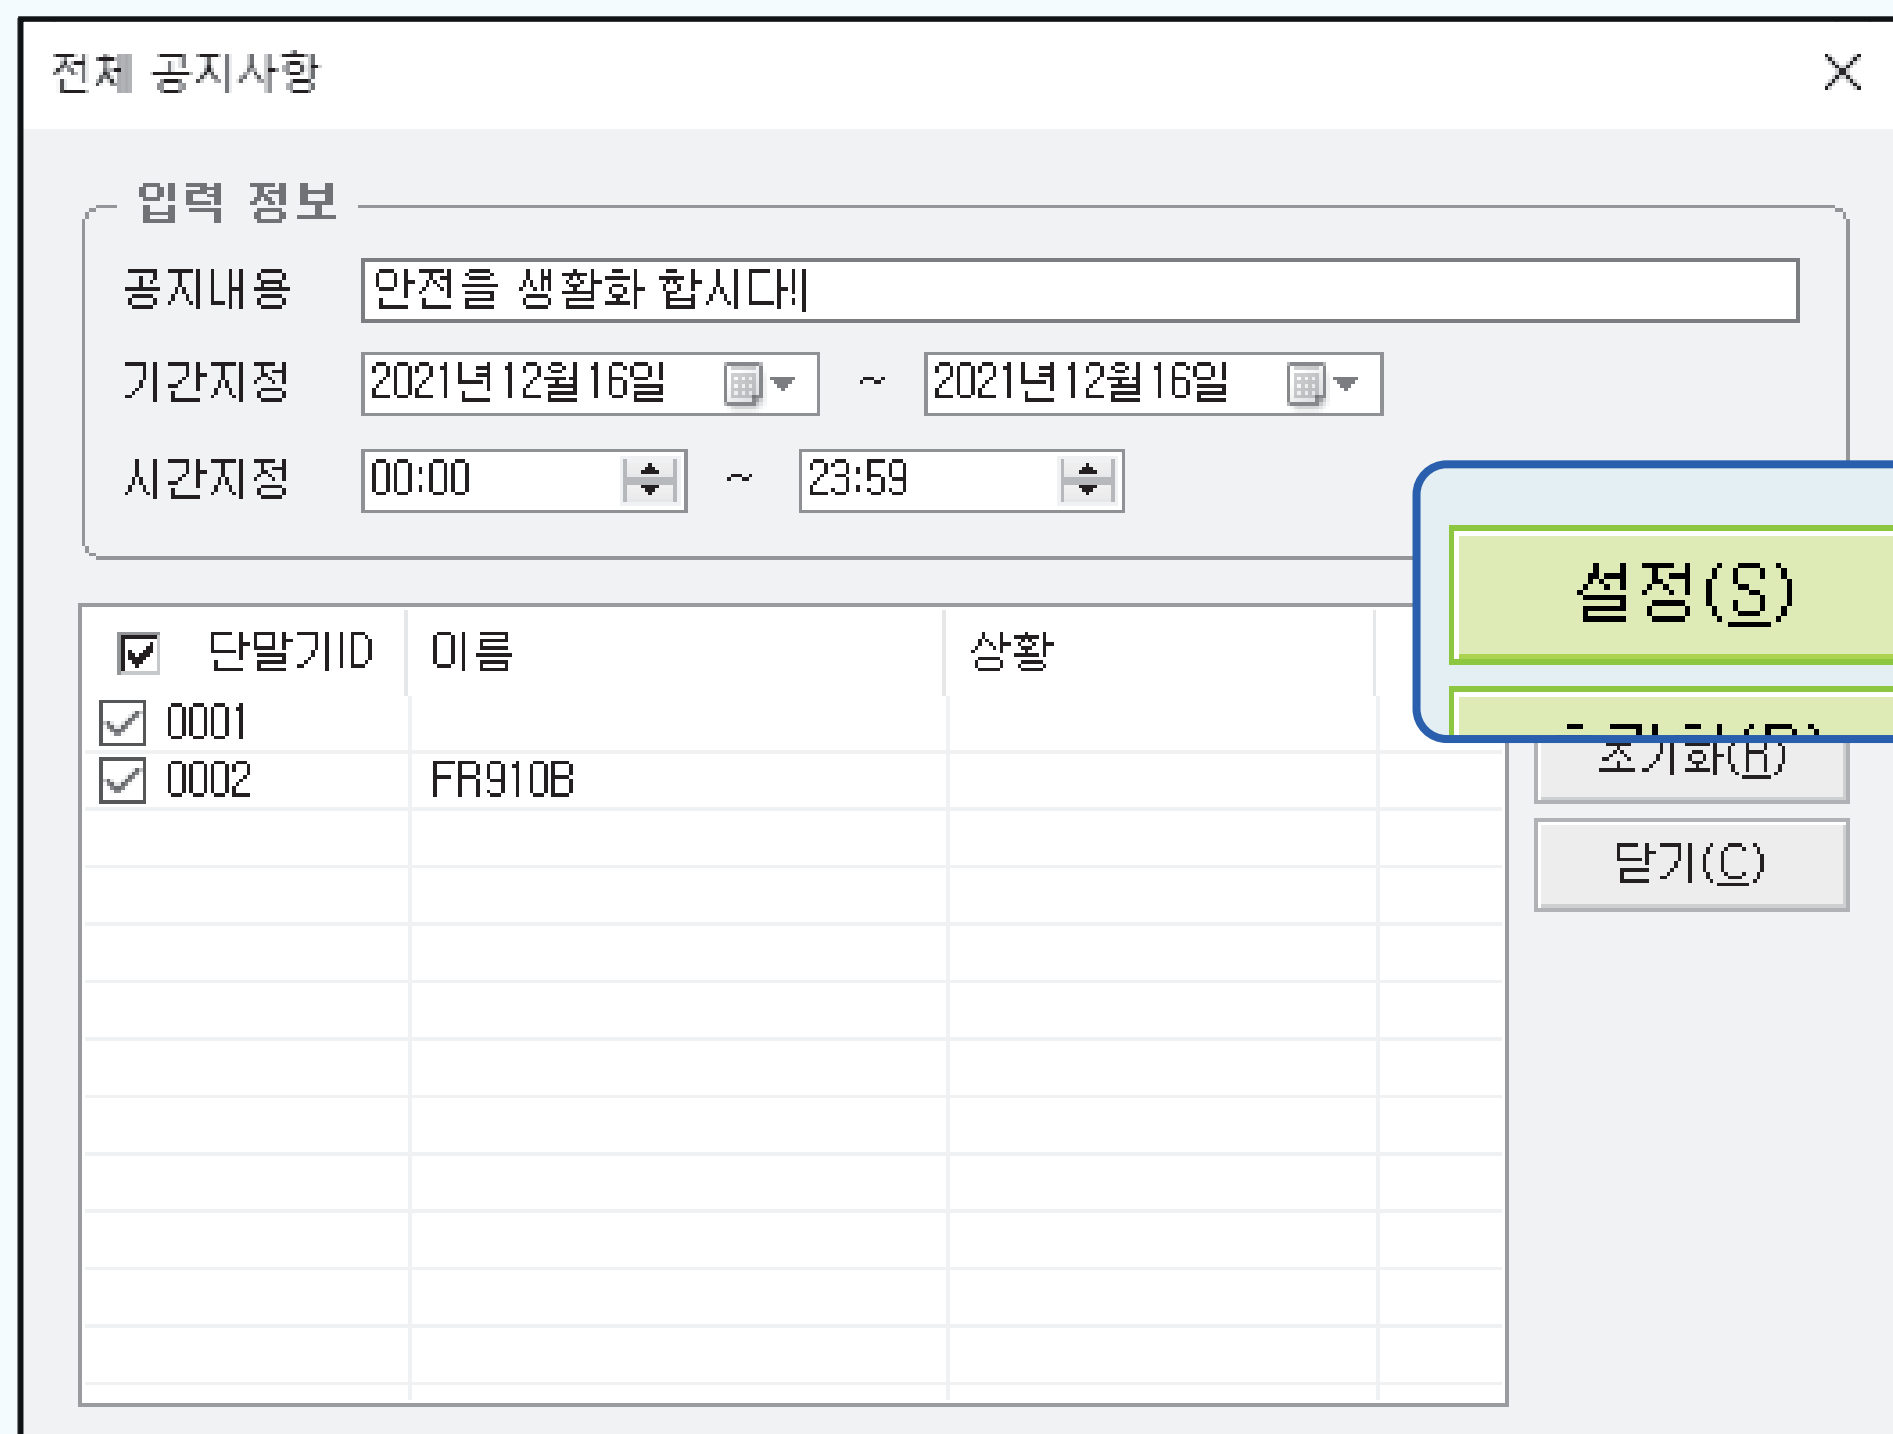 전체 공지사항
입력 정보
공지내용 안전을 생활화 합시다!!
기간지정 2021년12월16일 ~ 2021년12월16일
시간지정 00:00 ~ 23:59
설정(S)
단말기ID 이름 상황
0001
초기화(R)
0002 FR910B
닫기(C)